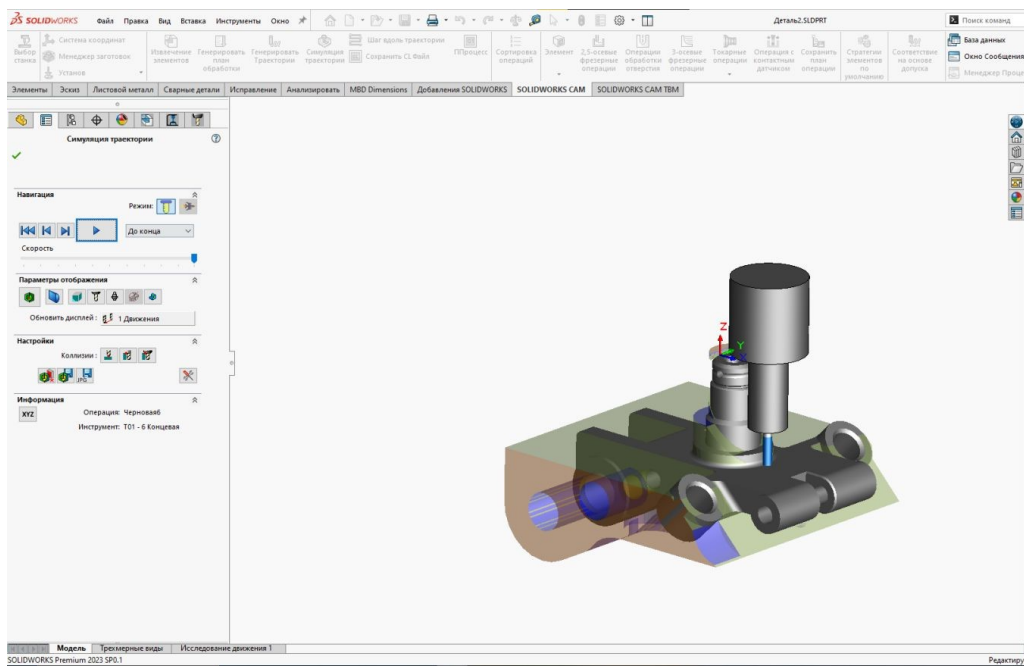 SOLIDWORKS Файл Правка Вид Вставка Инструменты Окно Деталь2.SLDPRT Поиск команд
Выбор станка
Система координат
Менеджер заготовок
Установ
Извлечение элементов
Генерировать план обработки
Генерировать Траектории
Симуляция траектории
Шаг вдоль траектории
Сохранить CL Файл
ППроцесс
Сортировка операций
Элемент
2,5-осевые фрезерные операции
Операции обработки отверстия
3-осевые фрезерные операции
Токарные операции
Операция с контактным датчиком
Сохранить план операции
Стратегии элементов по умолчанию
Соответствие на основе допуска
База данных
Окно Сообщения
Менеджер Проце
Элементы Эскиз Листовой металл Сварные детали Исправление Анализировать MBD Dimensions Добавления SOLIDWORKS SOLIDWORKS CAM SOLIDWORKS CAM TBM
Симуляция траектории
Навигация
Режим:
До конца
Скорость
Параметры отображения
Обновить дисплей: 1 Движения
Настройки
Коллизии:
JPG
Информация
XYZ
Операция: Черновая6
Инструмент: T01 - 6 Концевая
Z
Y
X
Модель Трехмерные виды Исследование движения 1
SOLIDWORKS Premium 2023 SP0.1 Редактиру